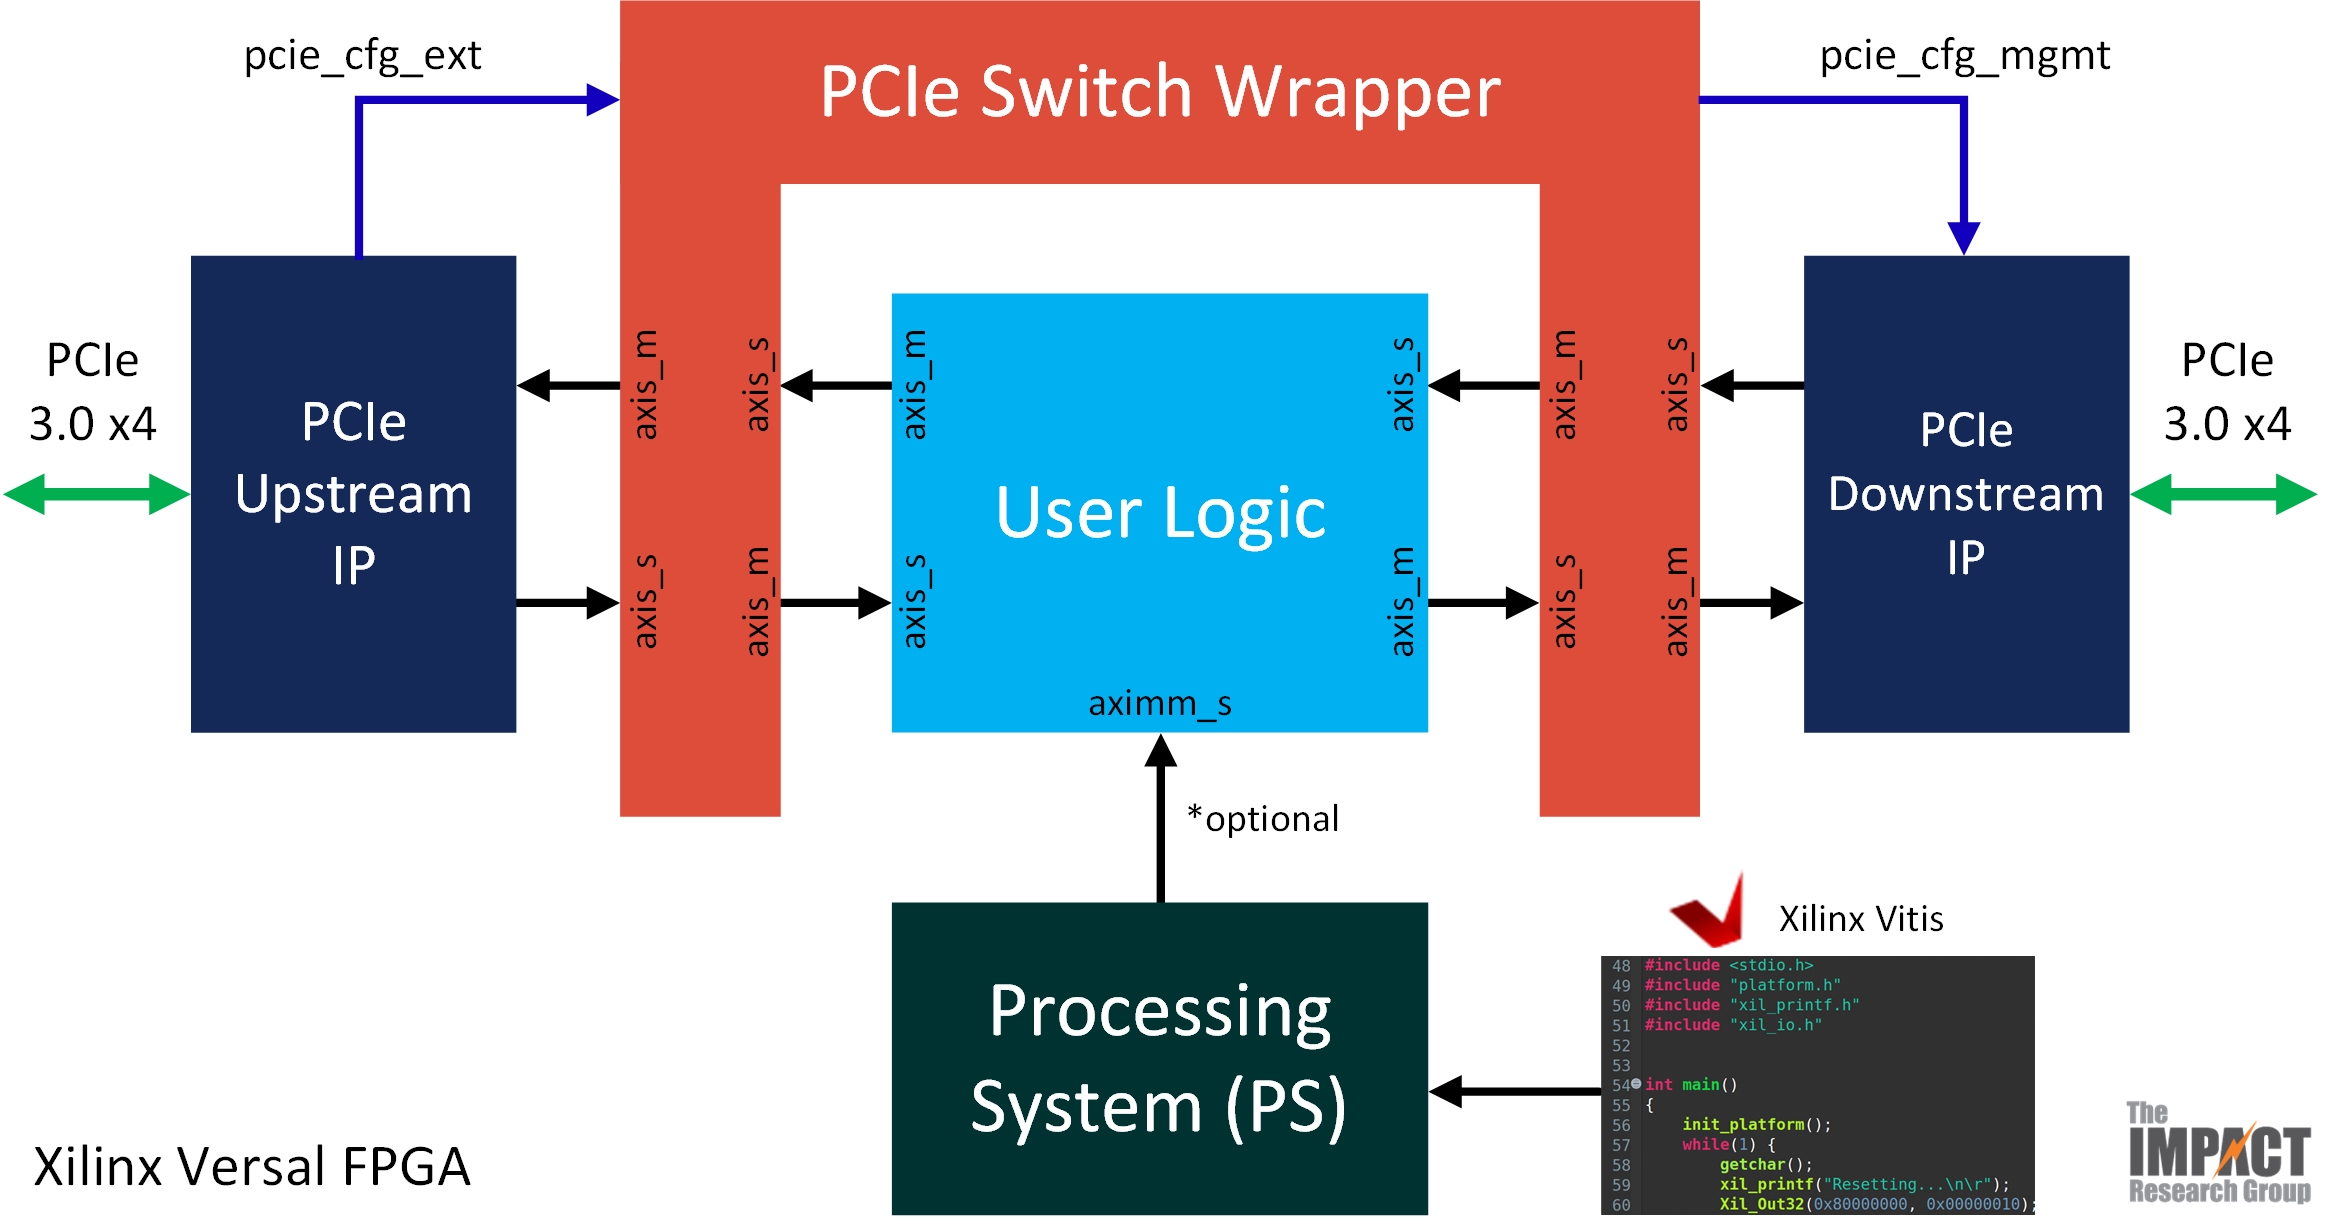 pcie_cfg_ext
PCIe Switch Wrapper
pcie_cfg_mgmt
PCIe
3.0 x4
PCIe
Upstream
IP
axis_m
axis_s
axis_m
axis_s
axis_m
axis_s
axis_s
axis_m
axis_s
axis_m
axis_s
axis_m
User Logic
aximm_s
PCIe
Downstream
IP
PCIe
3.0 x4
*optional
Processing
System (PS)
Xilinx Vitis
48 #include <stdio.h>
49 #include "platform.h"
50 #include "xil_printf.h"
51 #include "xil_io.h"
52
53
54 int main()
55 {
56 init_platform();
57 while(1) {
58 getchar();
59 xil_printf("Resetting...\n\r");
60 Xil_Out32(0x80000000, 0x00000010);
Xilinx Versal FPGA
The
IMPACT
Research Group